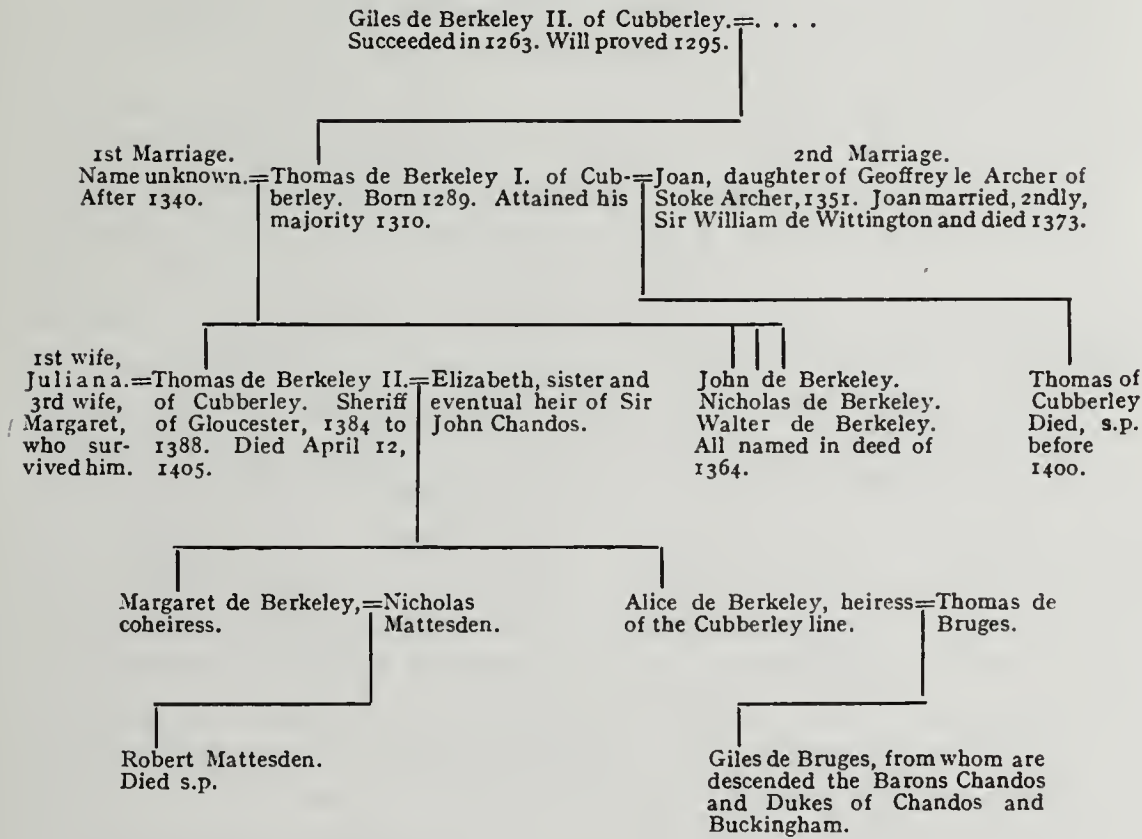 Giles de Berkeley II. of Cubberley.=. . . .
Succeeded in 1263. Will proved 1295.
1st Marriage.
Name unknown.=
After 1340.
Thomas de Berkeley I. of Cub-
berley. Born 1289. Attained his
majority 1310.
2nd Marriage.
=Joan, daughter of Geoffrey le Archer of
Stoke Archer, 1351. Joan married, 2ndly,
Sir William de Wittington and died 1373.
1st wife,
Juliana.=
3rd wife,
Margaret,
who sur-
vived him.
Thomas de Berkeley II.
of Cubberley. Sheriff
of Gloucester, 1384 to
1388. Died April 12,
1405.
=Elizabeth, sister and
eventual heir of Sir
John Chandos.
John de Berkeley.
Nicholas de Berkeley.
Walter de Berkeley.
All named in deed of
1364.
Thomas of
Cubberley
Died, s.p.
before
1400.
Margaret de Berkeley,=
coheiress.
Nicholas
Mattesden.
Alice de Berkeley, heiress=
of the Cubberley line.
Thomas de
Bruges.
Robert Mattesden.
Died s.p.
Giles de Bruges, from whom are
descended the Barons Chandos
and Dukes of Chandos and
Buckingham.